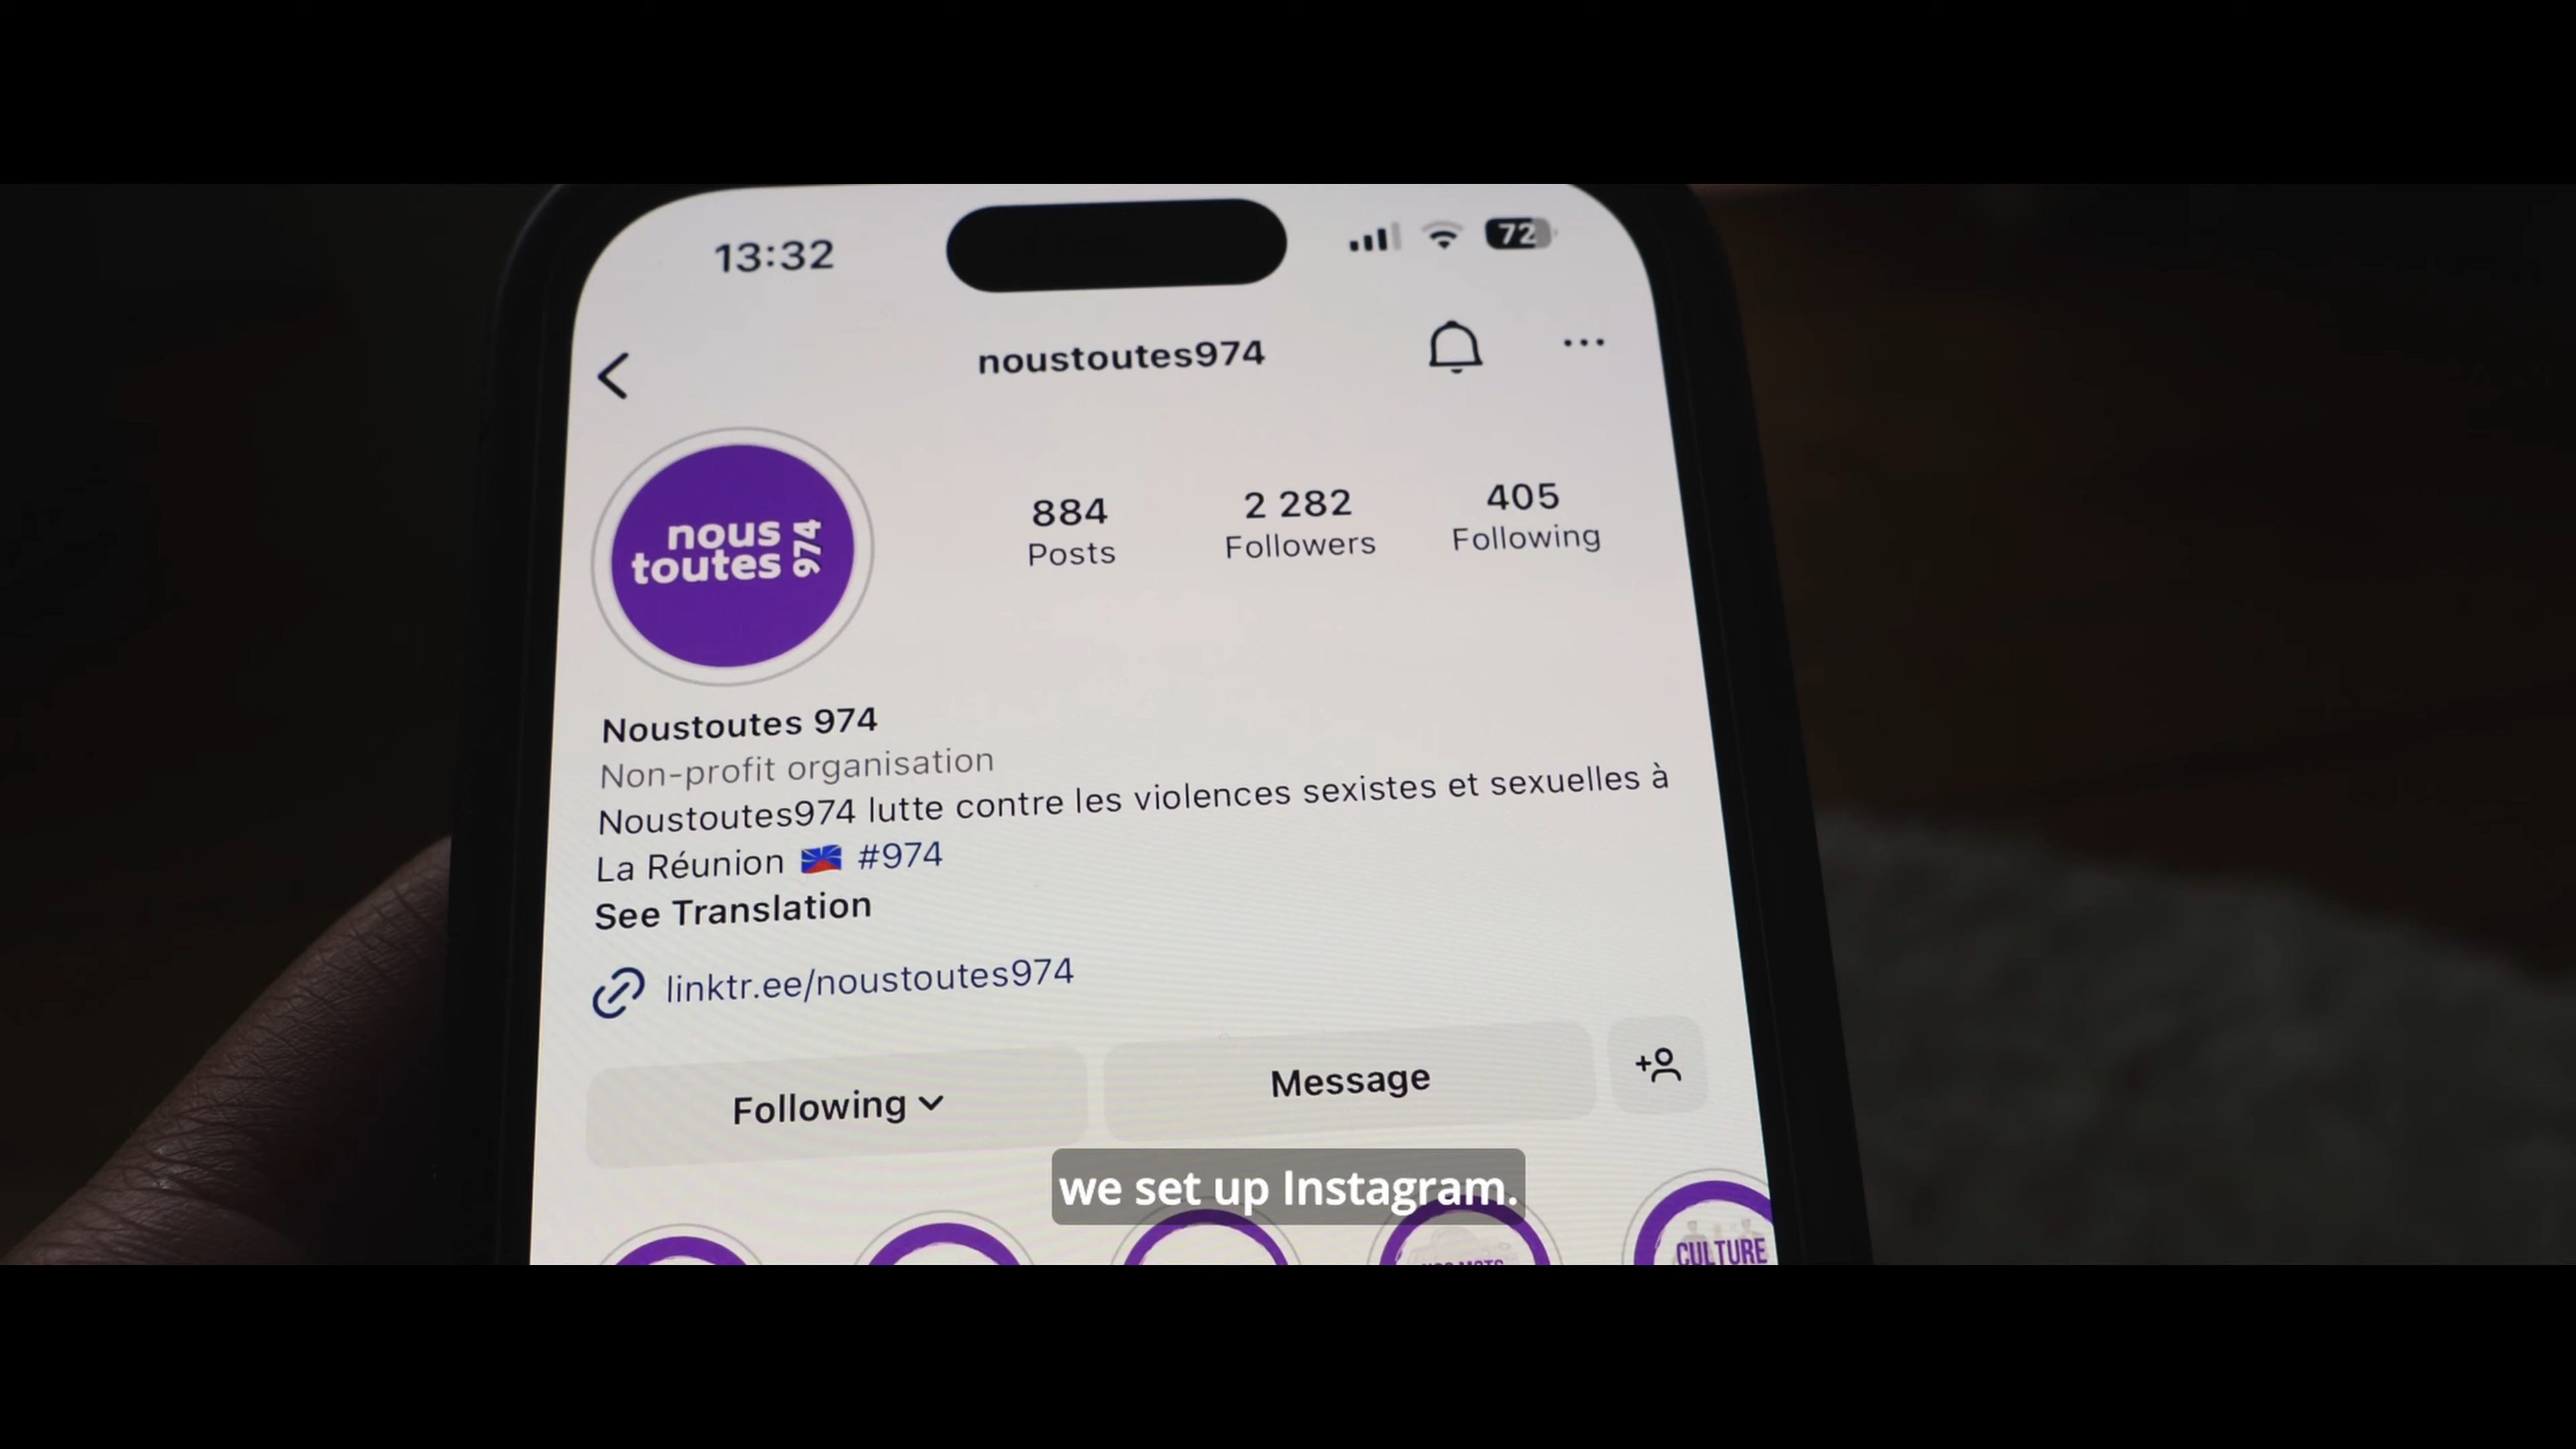 13:32
72
noustoutes974
nous
toutes
974
884
Posts
2 282
Followers
405
Following
Noustoutes 974
Non-profit organisation
Noustoutes974 lutte contre les violences sexistes et sexuelles à
La Réunion #974
See Translation
linktr.ee/noustoutes974
Following
Message
we set up Instagram.
CULTURE